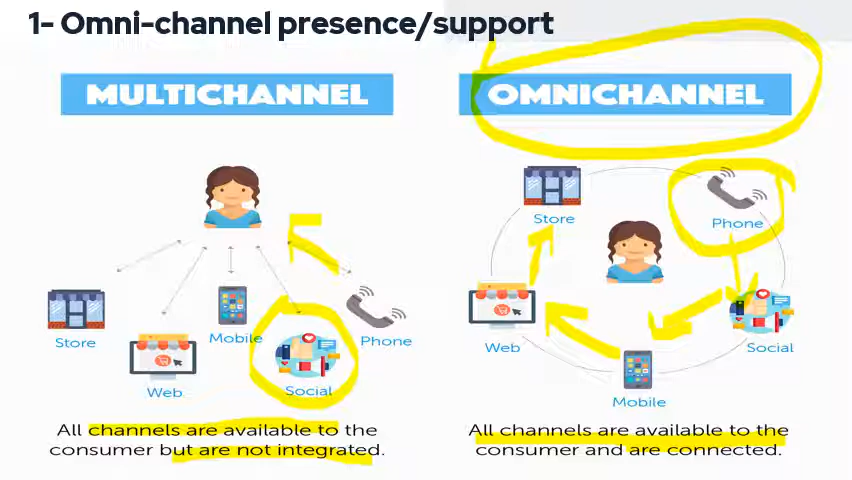 1- Omni-channel presence/support
MULTICHANNEL
Store
Web
Mobile
Social
Phone
All channels are available to the
consumer but are not integrated.
OMNICHANNEL
Store
Phone
Web
Social
Mobile
All channels are available to the
consumer and are connected.